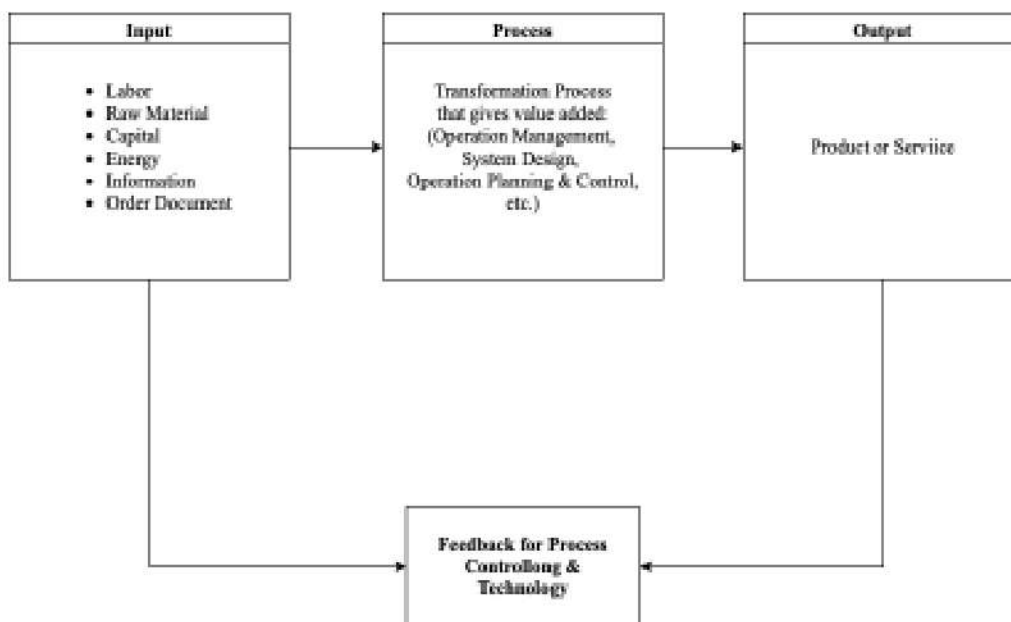 Input
• Labor
• Raw Material
• Capital
• Energy
• Information
• Order Document
Process
Transformation Process
that gives value added:
(Operation Management,
System Design,
Operation Planning & Control,
etc.)
Output
Product or Serviice
Feedback for Process
Controllong &
Technology